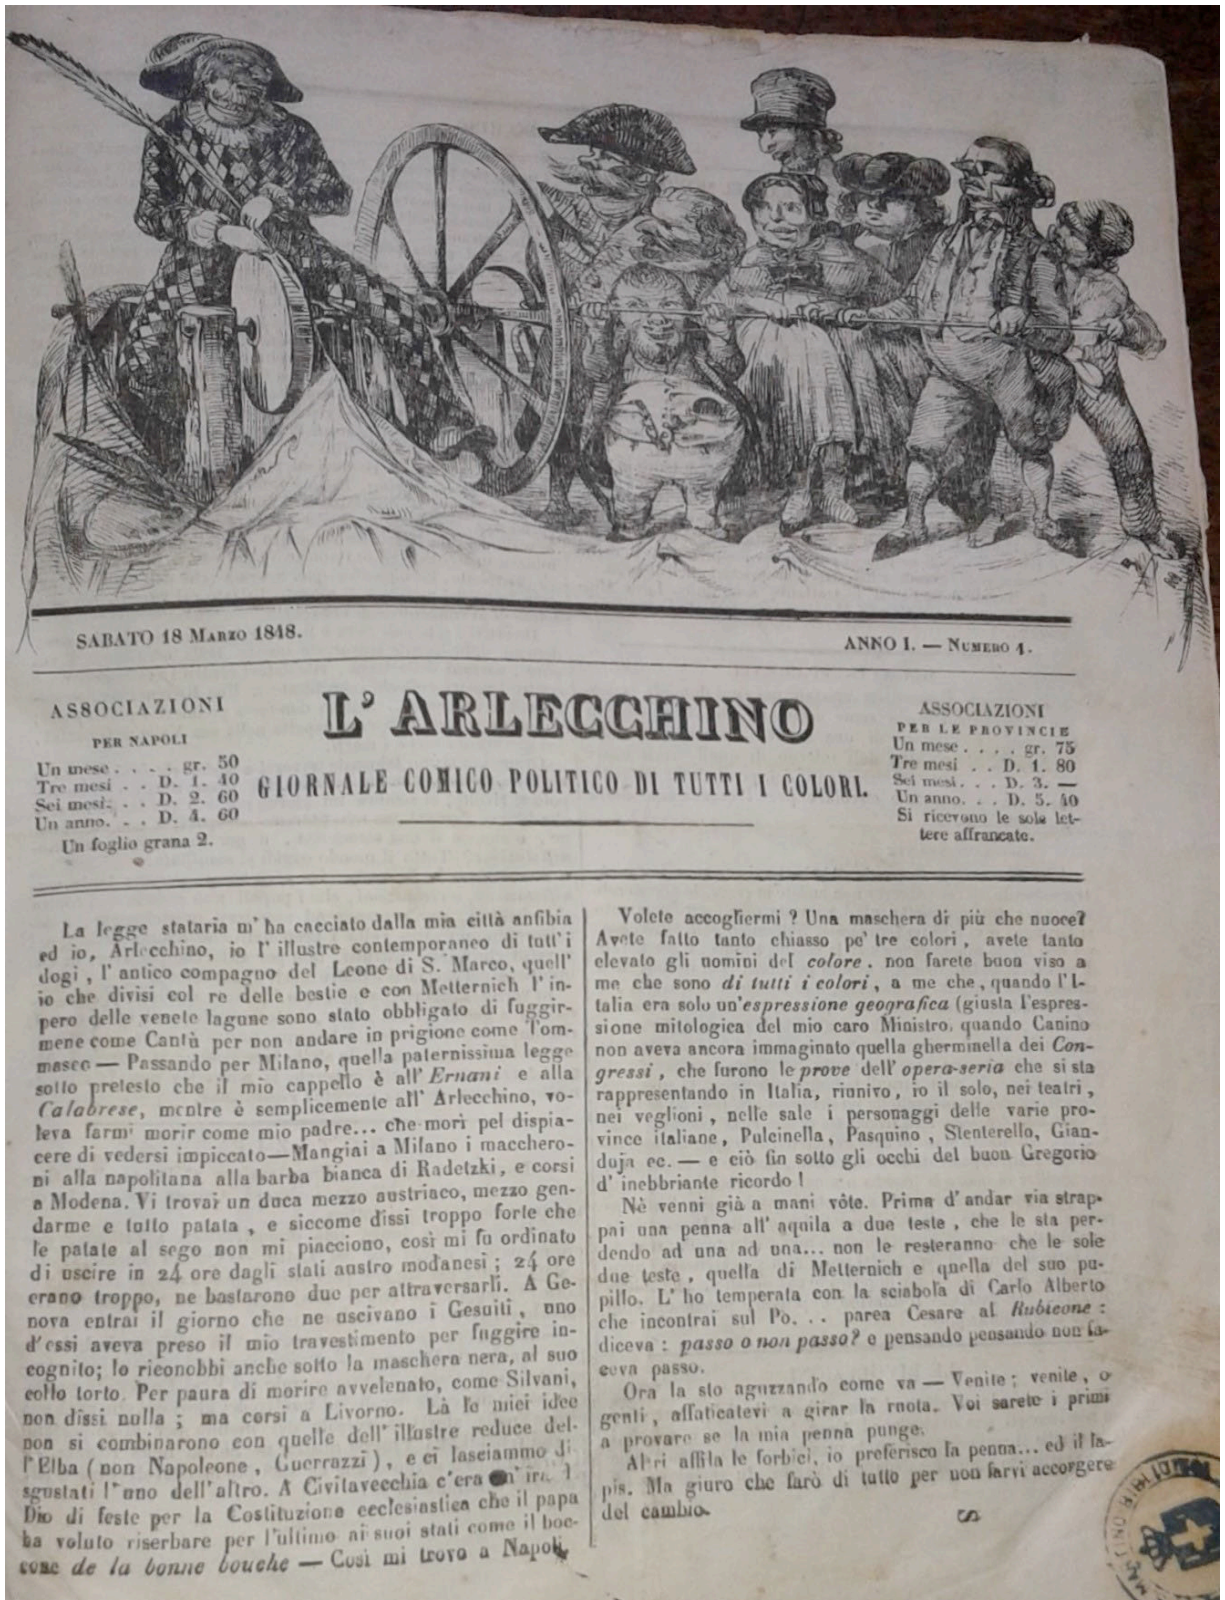 SABATO 18 MARZO 1848.
ANNO I. — NUMERO 1.
ASSOCIAZIONI
PER NAPOLI
Un mese . . . . gr. 50
Tre mesi . . D. 1. 40
Sei mesi. . . D. 2. 60
Un anno. . . D. 4. 60
Un foglio grana 2.
L' ARLECCHINO
GIORNALE COMICO POLITICO DI TUTTI I COLORI.
ASSOCIAZIONI
PER LE PROVINCIE
Un mese . . . . gr. 75
Tre mesi . . D. 1. 80
Sei mesi. . . D. 3. —
Un anno. . . D. 5. 40
Si ricevono le sole let-
tere affrancate.
La legge stataria m' ha cacciato dalla mia città anfibia
ed io, Arlecchino, io l' illustre contemporaneo di tutt' i
dogi, l' antico compagno del Leone di S. Marco, quell'
io che divisi col re delle bestie e con Metternich l' in-
pero delle venete lagune sono stato obbligato di fuggir-
mene come Cantù per non andare in prigione come Tom-
maseo — Passando per Milano, quella paternissima legge
sotto pretesto che il mio cappello è all' Ernani e alla
Calabrese, mentre è semplicemente all' Arlecchino, vo-
leva farmi morir come mio padre... che morì pel dispia-
cere di vedersi impiccato—Mangiai a Milano i macchero-
ni alla napolitana alla barba bianca di Radetzki, e corsi
a Modena. Vi trovai un duca mezzo austriaco, mezzo gen-
darme e tutto patata, e siccome dissi troppo forte che
le patate al sego non mi piacciono, così mi fu ordinato
di uscire in 24 ore dagli stati austro modanesi; 24 ore
erano troppo, ne bastarono due per attraversarli. A Ge-
nova entrai il giorno che ne uscivano i Gesuiti, uno
d'essi aveva preso il mio travestimento per fuggire in-
cognito; lo riconobbi anche sotto la maschera nera, al suo
collo torto. Per paura di morire avvelenato, come Silvani,
non dissi nulla; ma corsi a Livorno. Là le miei idee
non si combinarono con quelle dell' illustre reduce del-
l' Elba (non Napoleone, Guerrazzi), e ci lasciammo di
sgustati l' uno dell' altro. A Civitavecchia c'era
Dio di feste per la Costituzione ecclesiastica che il papa
ha voluto riserbare per l'ultimo ai suoi stati come il boc-
cone de la bonne bouche — Così mi trovo a Napoli.
Volete accogliermi ? Una maschera di più che nuoce?
Avete fatto tanto chiasso pe' tre colori, avete tanto
elevato gli uomini del colore, non farete buon viso a
me che sono di tutti i colori, a me che, quando l' I-
talia era solo un' espressione geografica (giusta l'espres-
sione mitologica del mio caro Ministro, quando Canino
non aveva ancora immaginato quella gherminella dei Con-
gressi, che furono le prove dell' opera-seria che si sta
rappresentando in Italia, riunivo, io il solo, nei teatri,
nei veglioni, nelle sale i personaggi delle varie pro-
vince italiane, Pulcinella, Pasquino, Stenterello, Gian-
duja ec. — e ciò fin sotto gli occhi del buon Gregorio
d' inebbriante ricordo !
Nè venni già a mani vôte. Prima d' andar via strap-
pai una penna all' aquila a due teste, che le sta per-
dendo ad una ad una... non le resteranno che le sole
due teste, quella di Metternich e quella del suo pu-
pillo. L' ho temperata con la sciabola di Carlo Alberto
che incontrai sul Po. . . parea Cesare al Rubicone :
diceva : passo o non passo? e pensando pensando non fa-
ceva passo.
Ora la sto aguzzando come va — Venite; venite, o
genti, affaticatevi a girar la ruota. Voi sarete i primi
a provare se la mia penna punge.
Altri affila le forbici, io preferisco la penna... ed il la-
pis. Ma giuro che farò di tutto per non farvi accorgere
del cambio.